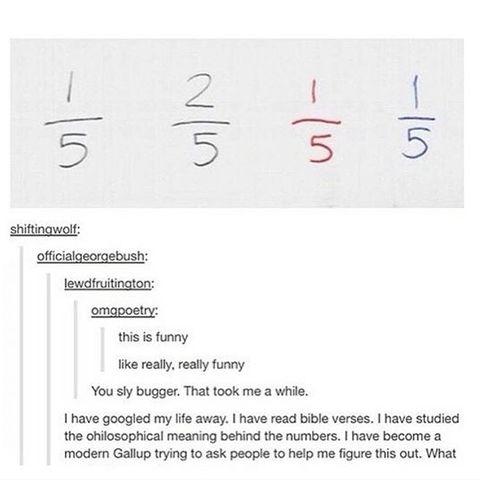 1 2 1 1
5 5 5 5
shiftingwolf:
officialgeorgebush:
lewdfruitington:
omgpoetry:
this is funny
like really, really funny
You sly bugger. That took me a while.
I have googled my life away. I have read bible verses. I have studied
the ohilosophical meaning behind the numbers. I have become a
modern Gallup trying to ask people to help me figure this out. What